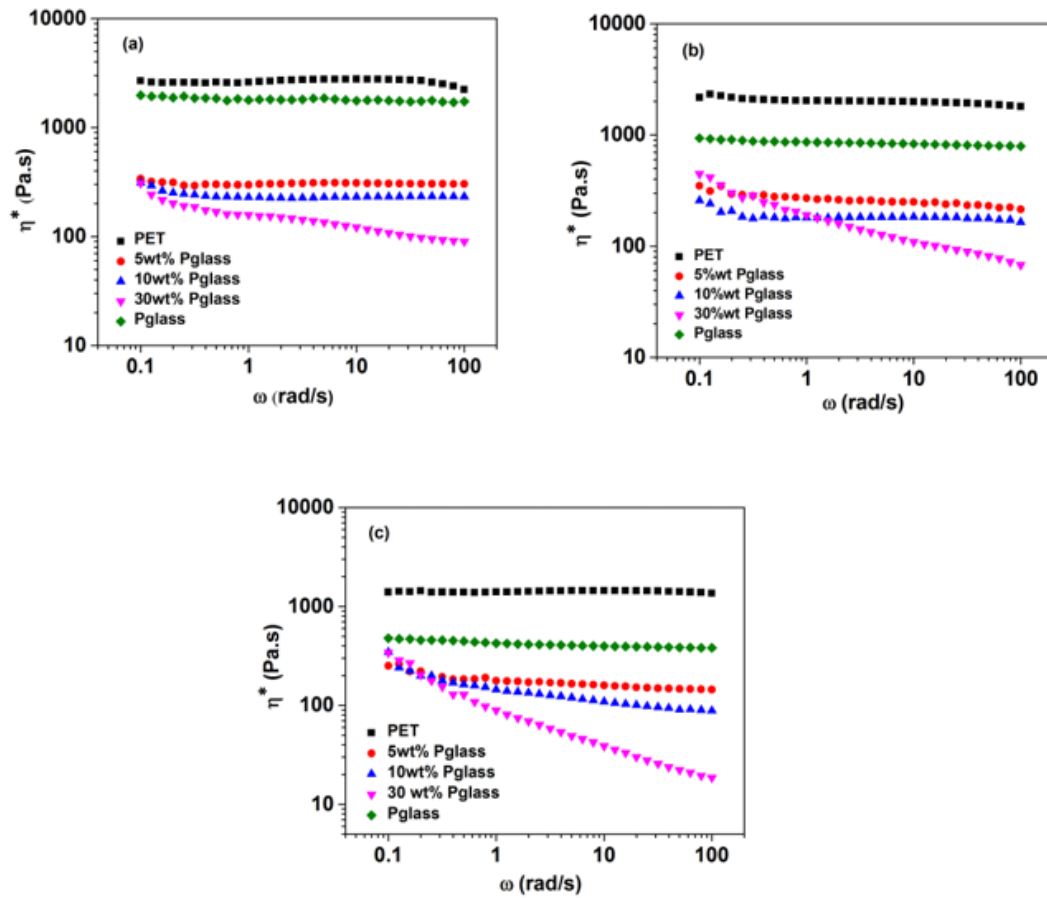 (a)
10000
1000
100
10
η* (Pa.s)
PET
5wt% Pglass
10wt% Pglass
30wt% Pglass
Pglass
0.1 1 10 100
ω (rad/s)
(b)
10000
1000
100
10
η* (Pa.s)
PET
5%wt Pglass
10%wt Pglass
30%wt Pglass
Pglass
0.1 1 10 100
ω (rad/s)
(c)
10000
1000
100
10
η* (Pa.s)
PET
5wt% Pglass
10wt% Pglass
30 wt% Pglass
Pglass
0.1 1 10 100
ω (rad/s)